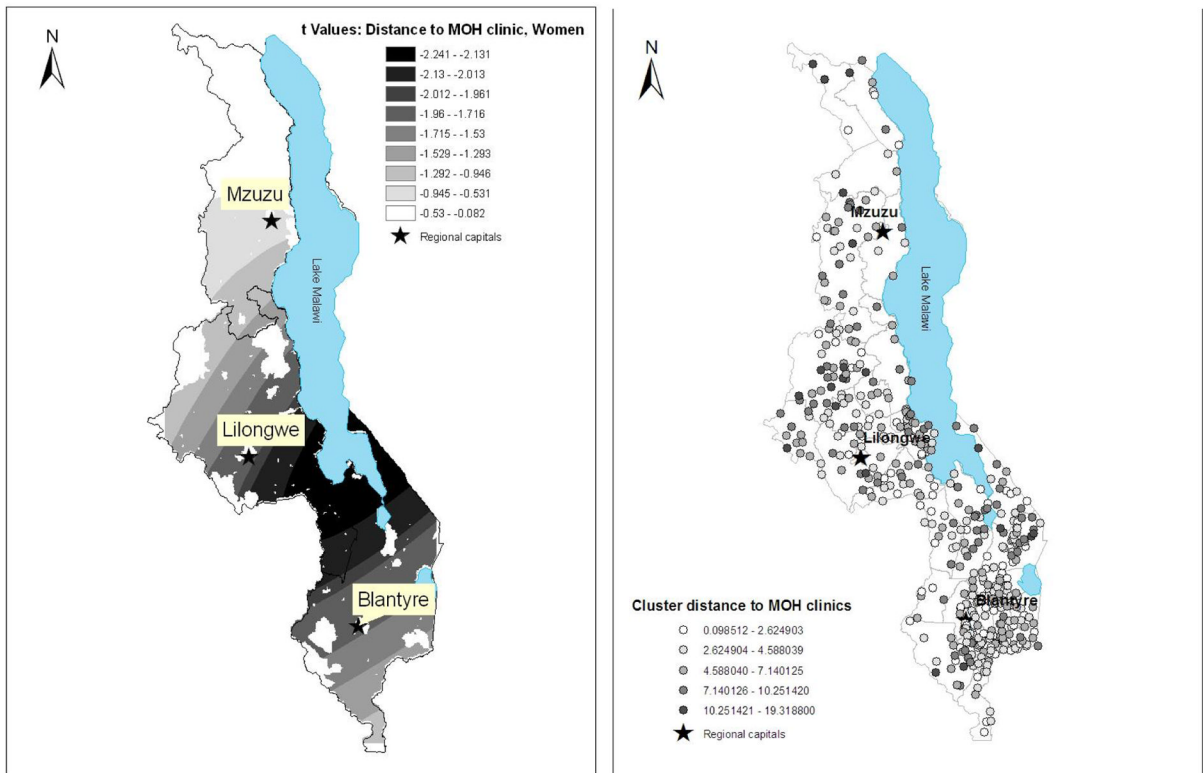 N
t Values: Distance to MOH clinic, Women
-2.241 - -2.131
-2.13 - -2.013
-2.012 - -1.961
-1.96 - -1.716
-1.715 - -1.53
-1.529 - -1.293
-1.292 - -0.946
-0.945 - -0.531
-0.53 - -0.082
Regional capitals
Mzuzu
Lake Malawi
Lilongwe
Blantyre
N
Mzuzu
Lake Malawi
Lilongwe
Blantyre
Cluster distance to MOH clinics
0.098512 - 2.624903
2.624904 - 4.588039
4.588040 - 7.140125
7.140126 - 10.251420
10.251421 - 19.318800
Regional capitals